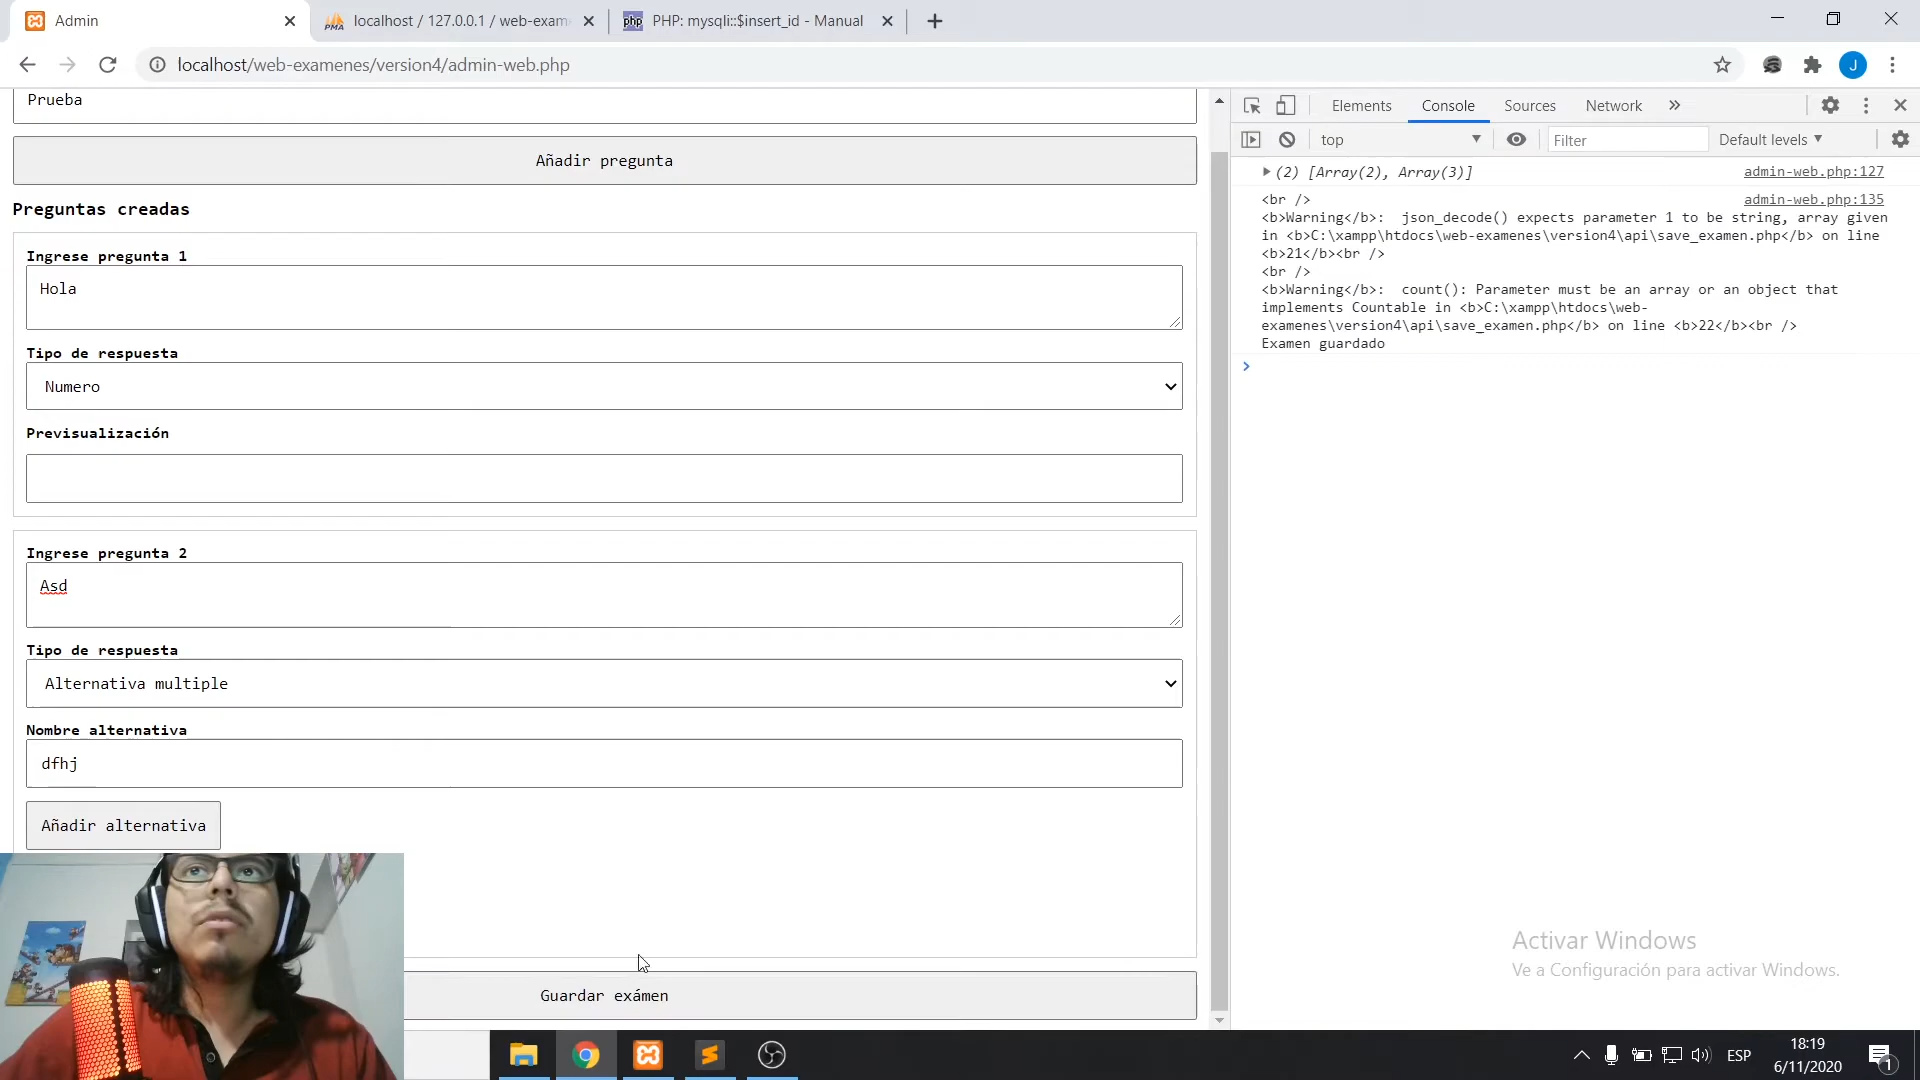 Admin
localhost / 127.0.0.1 / web-exam
PHP: mysqli::$insert_id - Manual
localhost/web-examenes/version4/admin-web.php
J
Prueba
Añadir pregunta
Preguntas creadas
Ingrese pregunta 1
Hola
Tipo de respuesta
Numero
Previsualización
Ingrese pregunta 2
Asd
Tipo de respuesta
Alternativa multiple
Nombre alternativa
dfhj
Añadir alternativa
Guardar exámen
Elements Console Sources Network
top Filter Default levels
(2) [Array(2), Array(3)] admin-web.php:127
<br /> admin-web.php:135
<b>Warning</b>:  json_decode() expects parameter 1 to be string, array given
in <b>C:\xampp\htdocs\web-examenes\version4\api\save_examen.php</b> on line
<b>21</b><br />
<br />
<b>Warning</b>:  count(): Parameter must be an array or an object that
implements Countable in <b>C:\xampp\htdocs\web-
examenes\version4\api\save_examen.php</b> on line <b>22</b><br />
Examen guardado
Activar Windows
Ve a Configuración para activar Windows.
ESP
18:19
6/11/2020
1